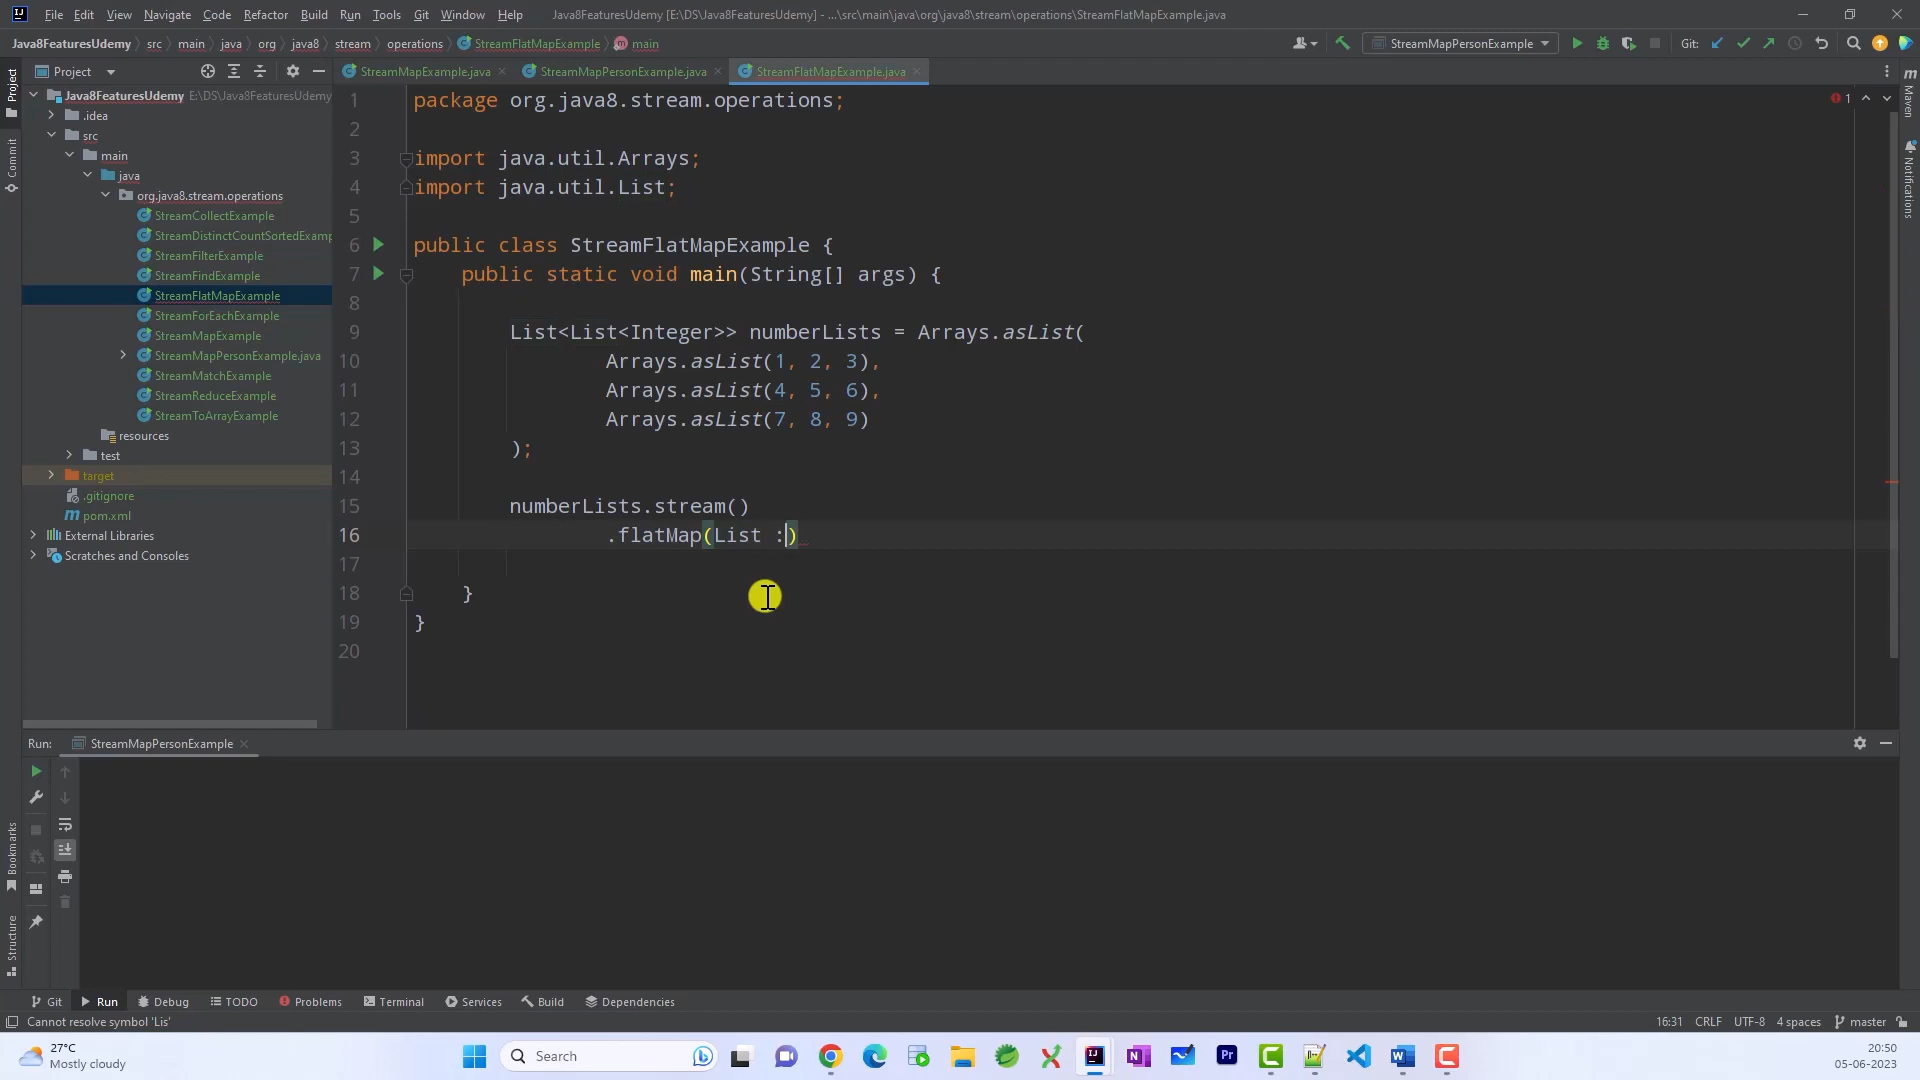 File Edit View Navigate Code Refactor Build Run Tools Git Window Help Java8FeaturesUdemy [E:\DS\Java8FeaturesUdemy] - ...\src\main\java\org\java8\stream\operations\StreamFlatMapExample.java
Java8FeaturesUdemy src main java org java8 stream operations StreamFlatMapExample main StreamMapPersonExample Git:
Project
StreamMapExample.java StreamMapPersonExample.java StreamFlatMapExample.java
Java8FeaturesUdemy E:\DS\Java8FeaturesUdemy
.idea
src
main
java
org.java8.stream.operations
StreamCollectExample
StreamDistinctCountSortedExamp
StreamFilterExample
StreamFindExample
StreamFlatMapExample
StreamForEachExample
StreamMapExample
StreamMapPersonExample.java
StreamMatchExample
StreamReduceExample
StreamToArrayExample
resources
test
target
.gitignore
pom.xml
External Libraries
Scratches and Consoles
Project
Commit
Bookmarks
Structure
1 package org.java8.stream.operations;
2
3 import java.util.Arrays;
4 import java.util.List;
5
6 public class StreamFlatMapExample {
7 public static void main(String[] args) {
8
9 List<List<Integer>> numberLists = Arrays.asList(
10 Arrays.asList(1, 2, 3),
11 Arrays.asList(4, 5, 6),
12 Arrays.asList(7, 8, 9)
13 );
14
15 numberLists.stream()
16 .flatMap(List :)
17
18 }
19 }
20
1
Maven
Notifications
Run: StreamMapPersonExample
Git Run Debug TODO Problems Terminal Services Build Dependencies
Cannot resolve symbol 'Lis' 16:31 CRLF UTF-8 4 spaces master
27°C
Mostly cloudy
Search
20:50
05-06-2023